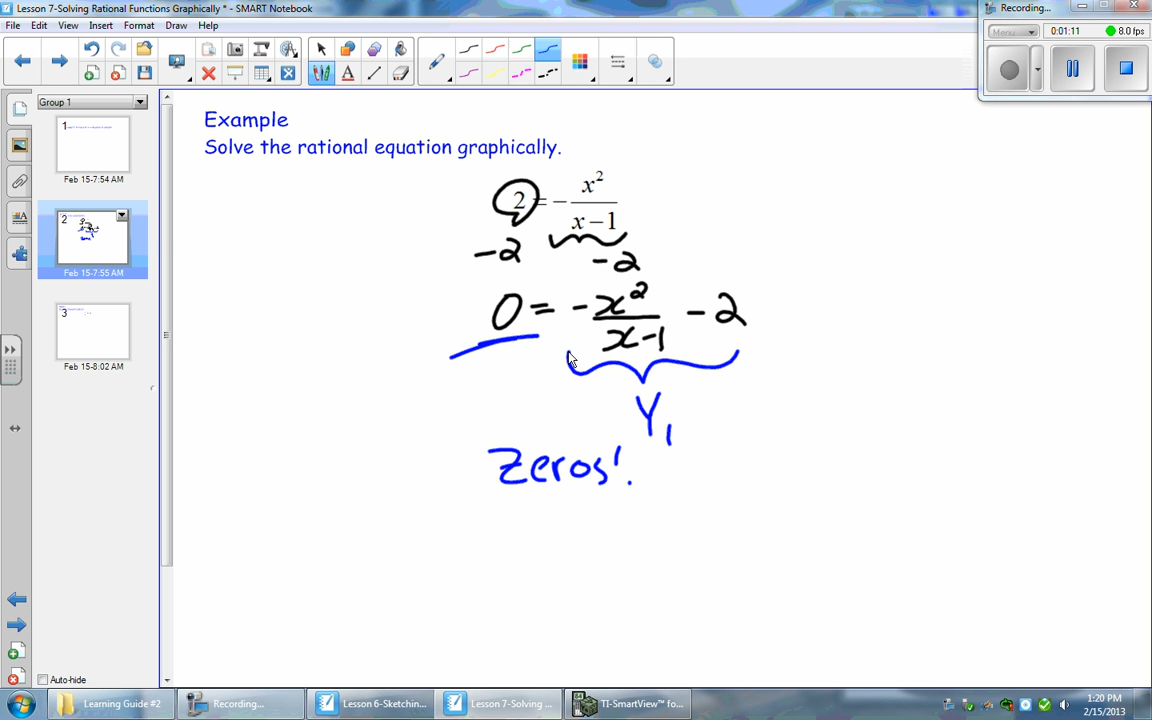 Lesson 7-Solving Rational Functions Graphically * - SMART Notebook
Recording...
File Edit View Insert Format Draw Help
Menu
0:01:11
8.0 fps
Group 1
1
Feb 15-7:54 AM
2
Feb 15-7:55 AM
3
Feb 15-8:02 AM
Example
Solve the rational equation graphically.
2 = - x² / x - 1
-2 -2
0 = -x² / x-1 - 2
Y₁
Zeros!
Auto-hide
Learning Guide #2
Recording...
Lesson 6-Sketchin...
Lesson 7-Solving ...
TI-SmartView™ fo...
1:20 PM
2/15/2013